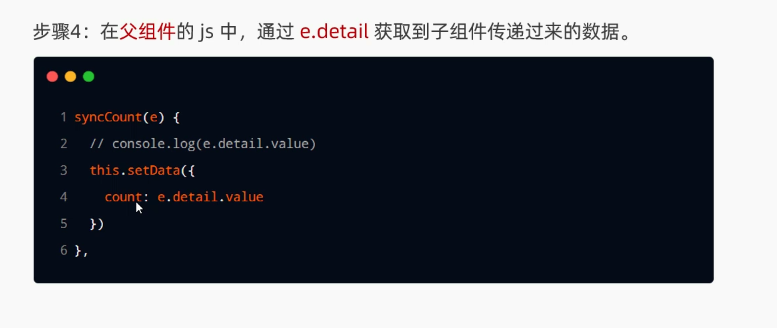 步骤4：在父组件的 js 中，通过 e.detail 获取到子组件传递过来的数据。
1 syncCount(e) {
2 // console.log(e.detail.value)
3 this.setData({
4 count: e.detail.value
5 })
6 },